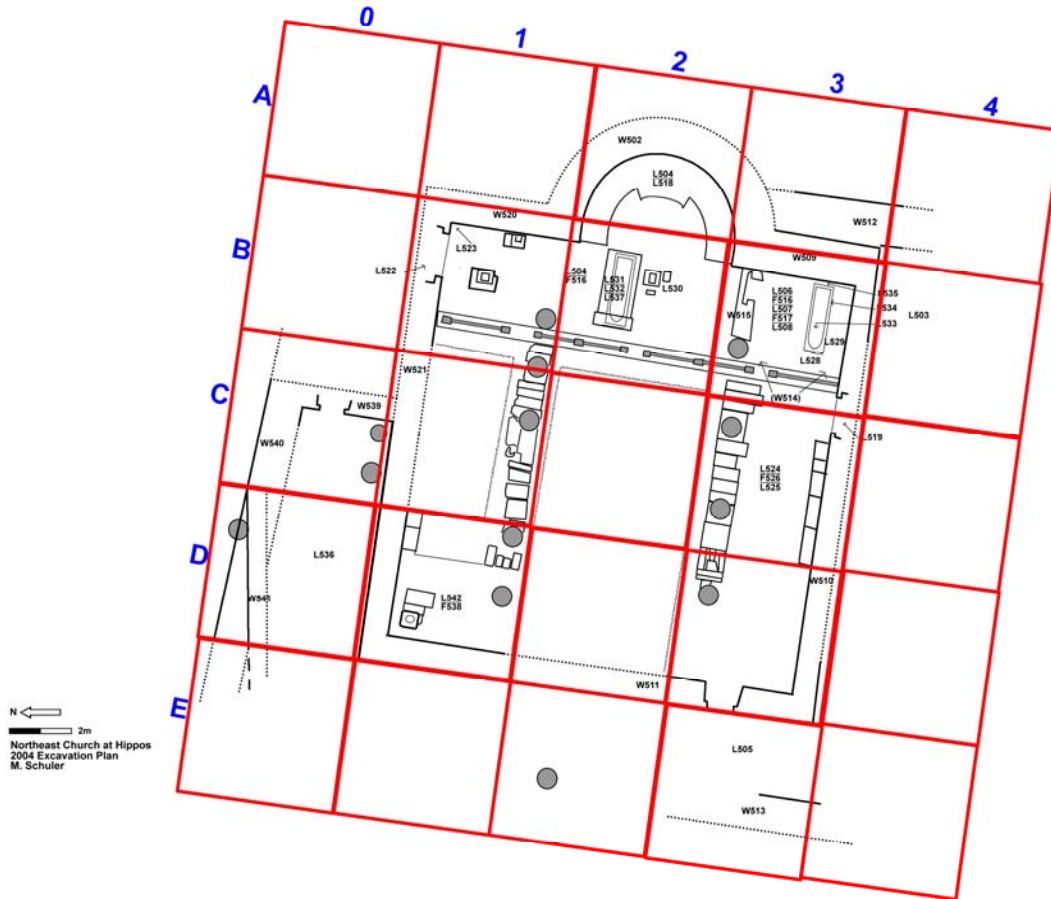 0
1
2
3
4
A
B
C
D
E
W502
L504
L518
W520
W512
L523
W509
L522
L504
F516
L531
L532
L537
L530
L506
F516
L507
F517
L508
L535
L534
L503
L533
W515
L529
L528
W521
(W514)
W539
L519
W540
L524
F526
L525
L536
W510
W541
L542
F538
W511
L505
W513
N
2m
Northeast Church at Hippos
2004 Excavation Plan
M. Schuler